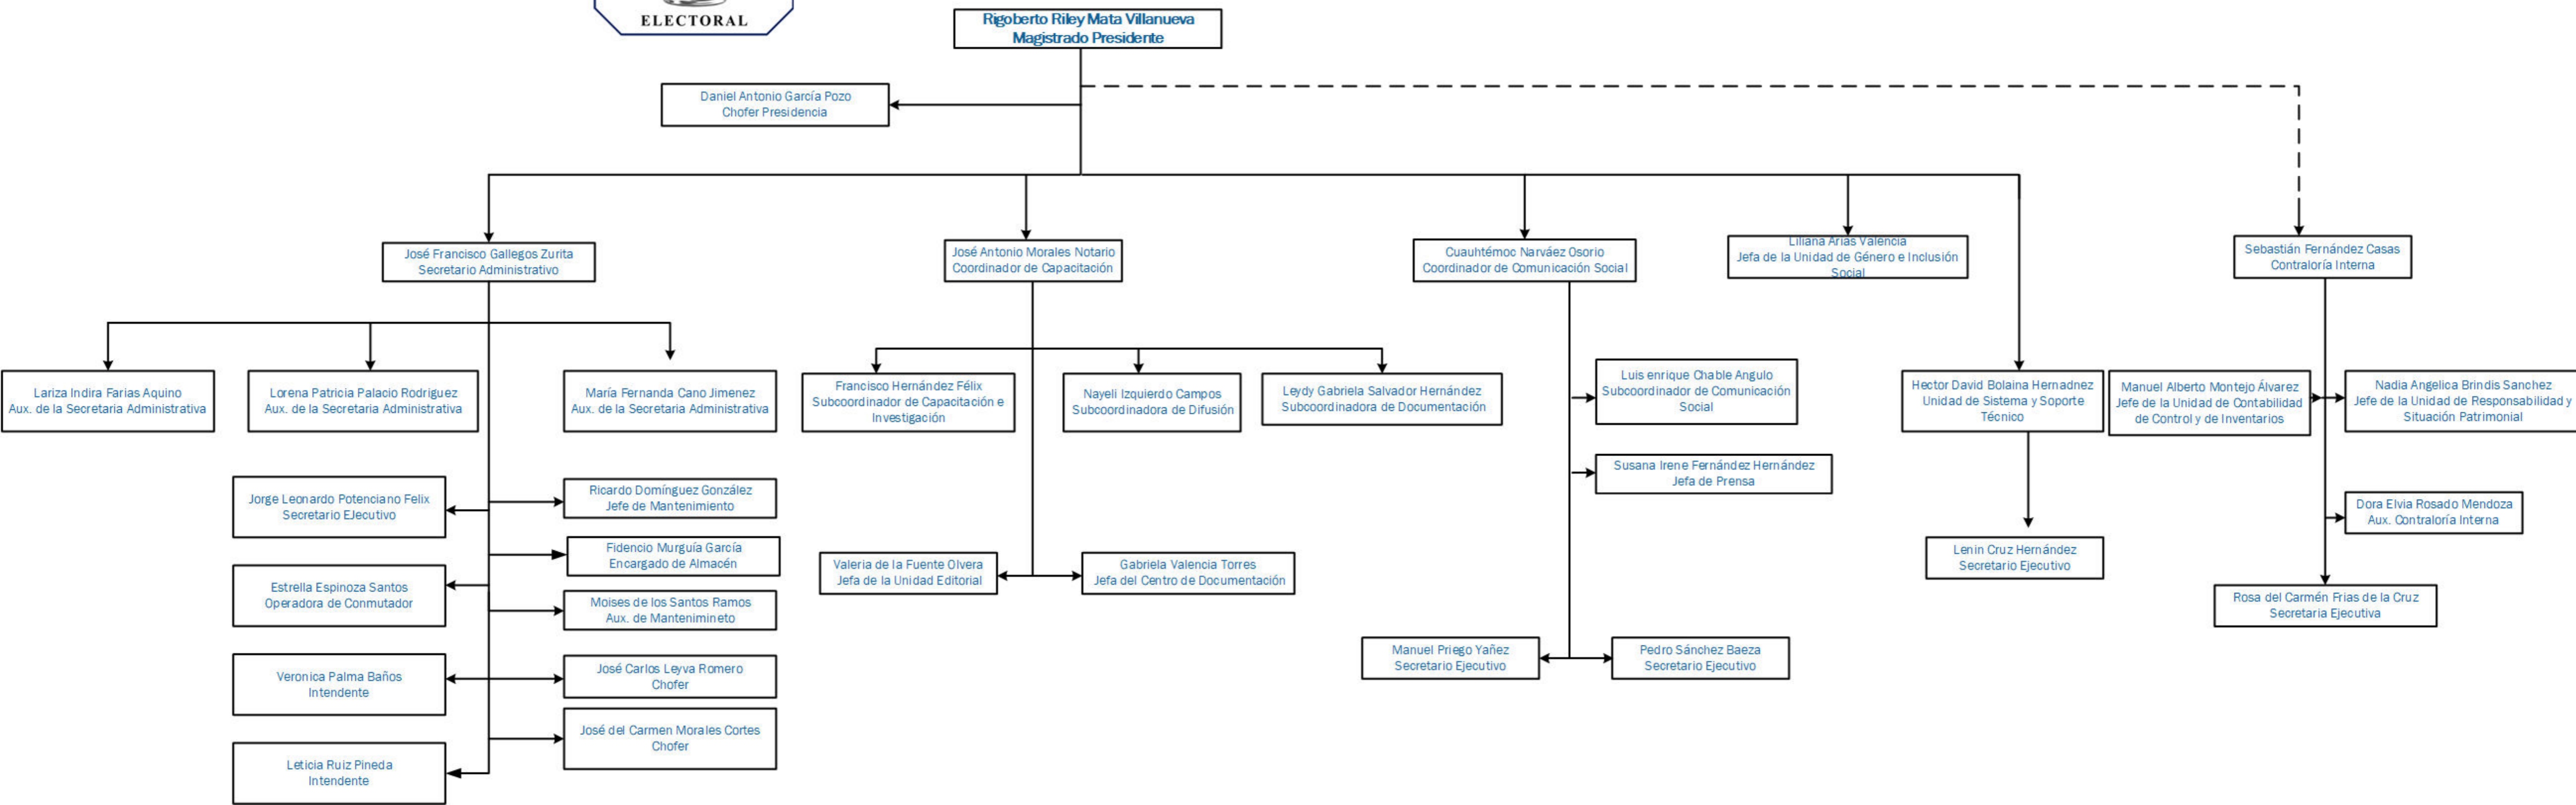 ELECTORAL
Rigoberto Riley Mata Villanueva
Magistrado Presidente
Daniel Antonio García Pozo
Chofer Presidencia
José Francisco Gallegos Zurita
Secretario Administrativo
José Antonio Morales Notario
Coordinador de Capacitación
Cuauhtémoc Narváez Osorio
Coordinador de Comunicación Social
Liliana Arias Valencia
Jefa de la Unidad de Género e Inclusión
Social
Sebastián Fernández Casas
Contraloría Interna
Lariza Indira Farias Aquino
Aux. de la Secretaria Administrativa
Lorena Patricia Palacio Rodriguez
Aux. de la Secretaria Administrativa
María Fernanda Cano Jimenez
Aux. de la Secretaria Administrativa
Francisco Hernández Félix
Subcoordinador de Capacitación e
Investigación
Nayeli Izquierdo Campos
Subcoordinadora de Difusión
Leydy Gabriela Salvador Hernández
Subcoordinadora de Documentación
Luis enrique Chable Angulo
Subcoordinador de Comunicación
Social
Hector David Bolaina Hernadnez
Unidad de Sistema y Soporte
Técnico
Manuel Alberto Montejo Álvarez
Jefe de la Unidad de Contabilidad
de Control y de Inventarios
Nadia Angelica Brindis Sanchez
Jefe de la Unidad de Responsabilidad y
Situación Patrimonial
Susana Irene Fernández Hernández
Jefa de Prensa
Jorge Leonardo Potenciano Felix
Secretario EJecutivo
Ricardo Domínguez González
Jefe de Mantenimiento
Dora Elvia Rosado Mendoza
Aux. Contraloría Interna
Fidencio Murguía García
Encargado de Almacén
Valeria de la Fuente Olvera
Jefa de la Unidad Editorial
Gabriela Valencia Torres
Jefa del Centro de Documentación
Lenin Cruz Hernández
Secretario Ejecutivo
Estrella Espinoza Santos
Operadora de Conmutador
Moises de los Santos Ramos
Aux. de Mantenimineto
Rosa del Carmén Frias de la Cruz
Secretaria Ejecutiva
Manuel Priego Yañez
Secretario Ejecutivo
Pedro Sánchez Baeza
Secretario Ejecutivo
Veronica Palma Baños
Intendente
José Carlos Leyva Romero
Chofer
José del Carmen Morales Cortes
Chofer
Leticia Ruiz Pineda
Intendente